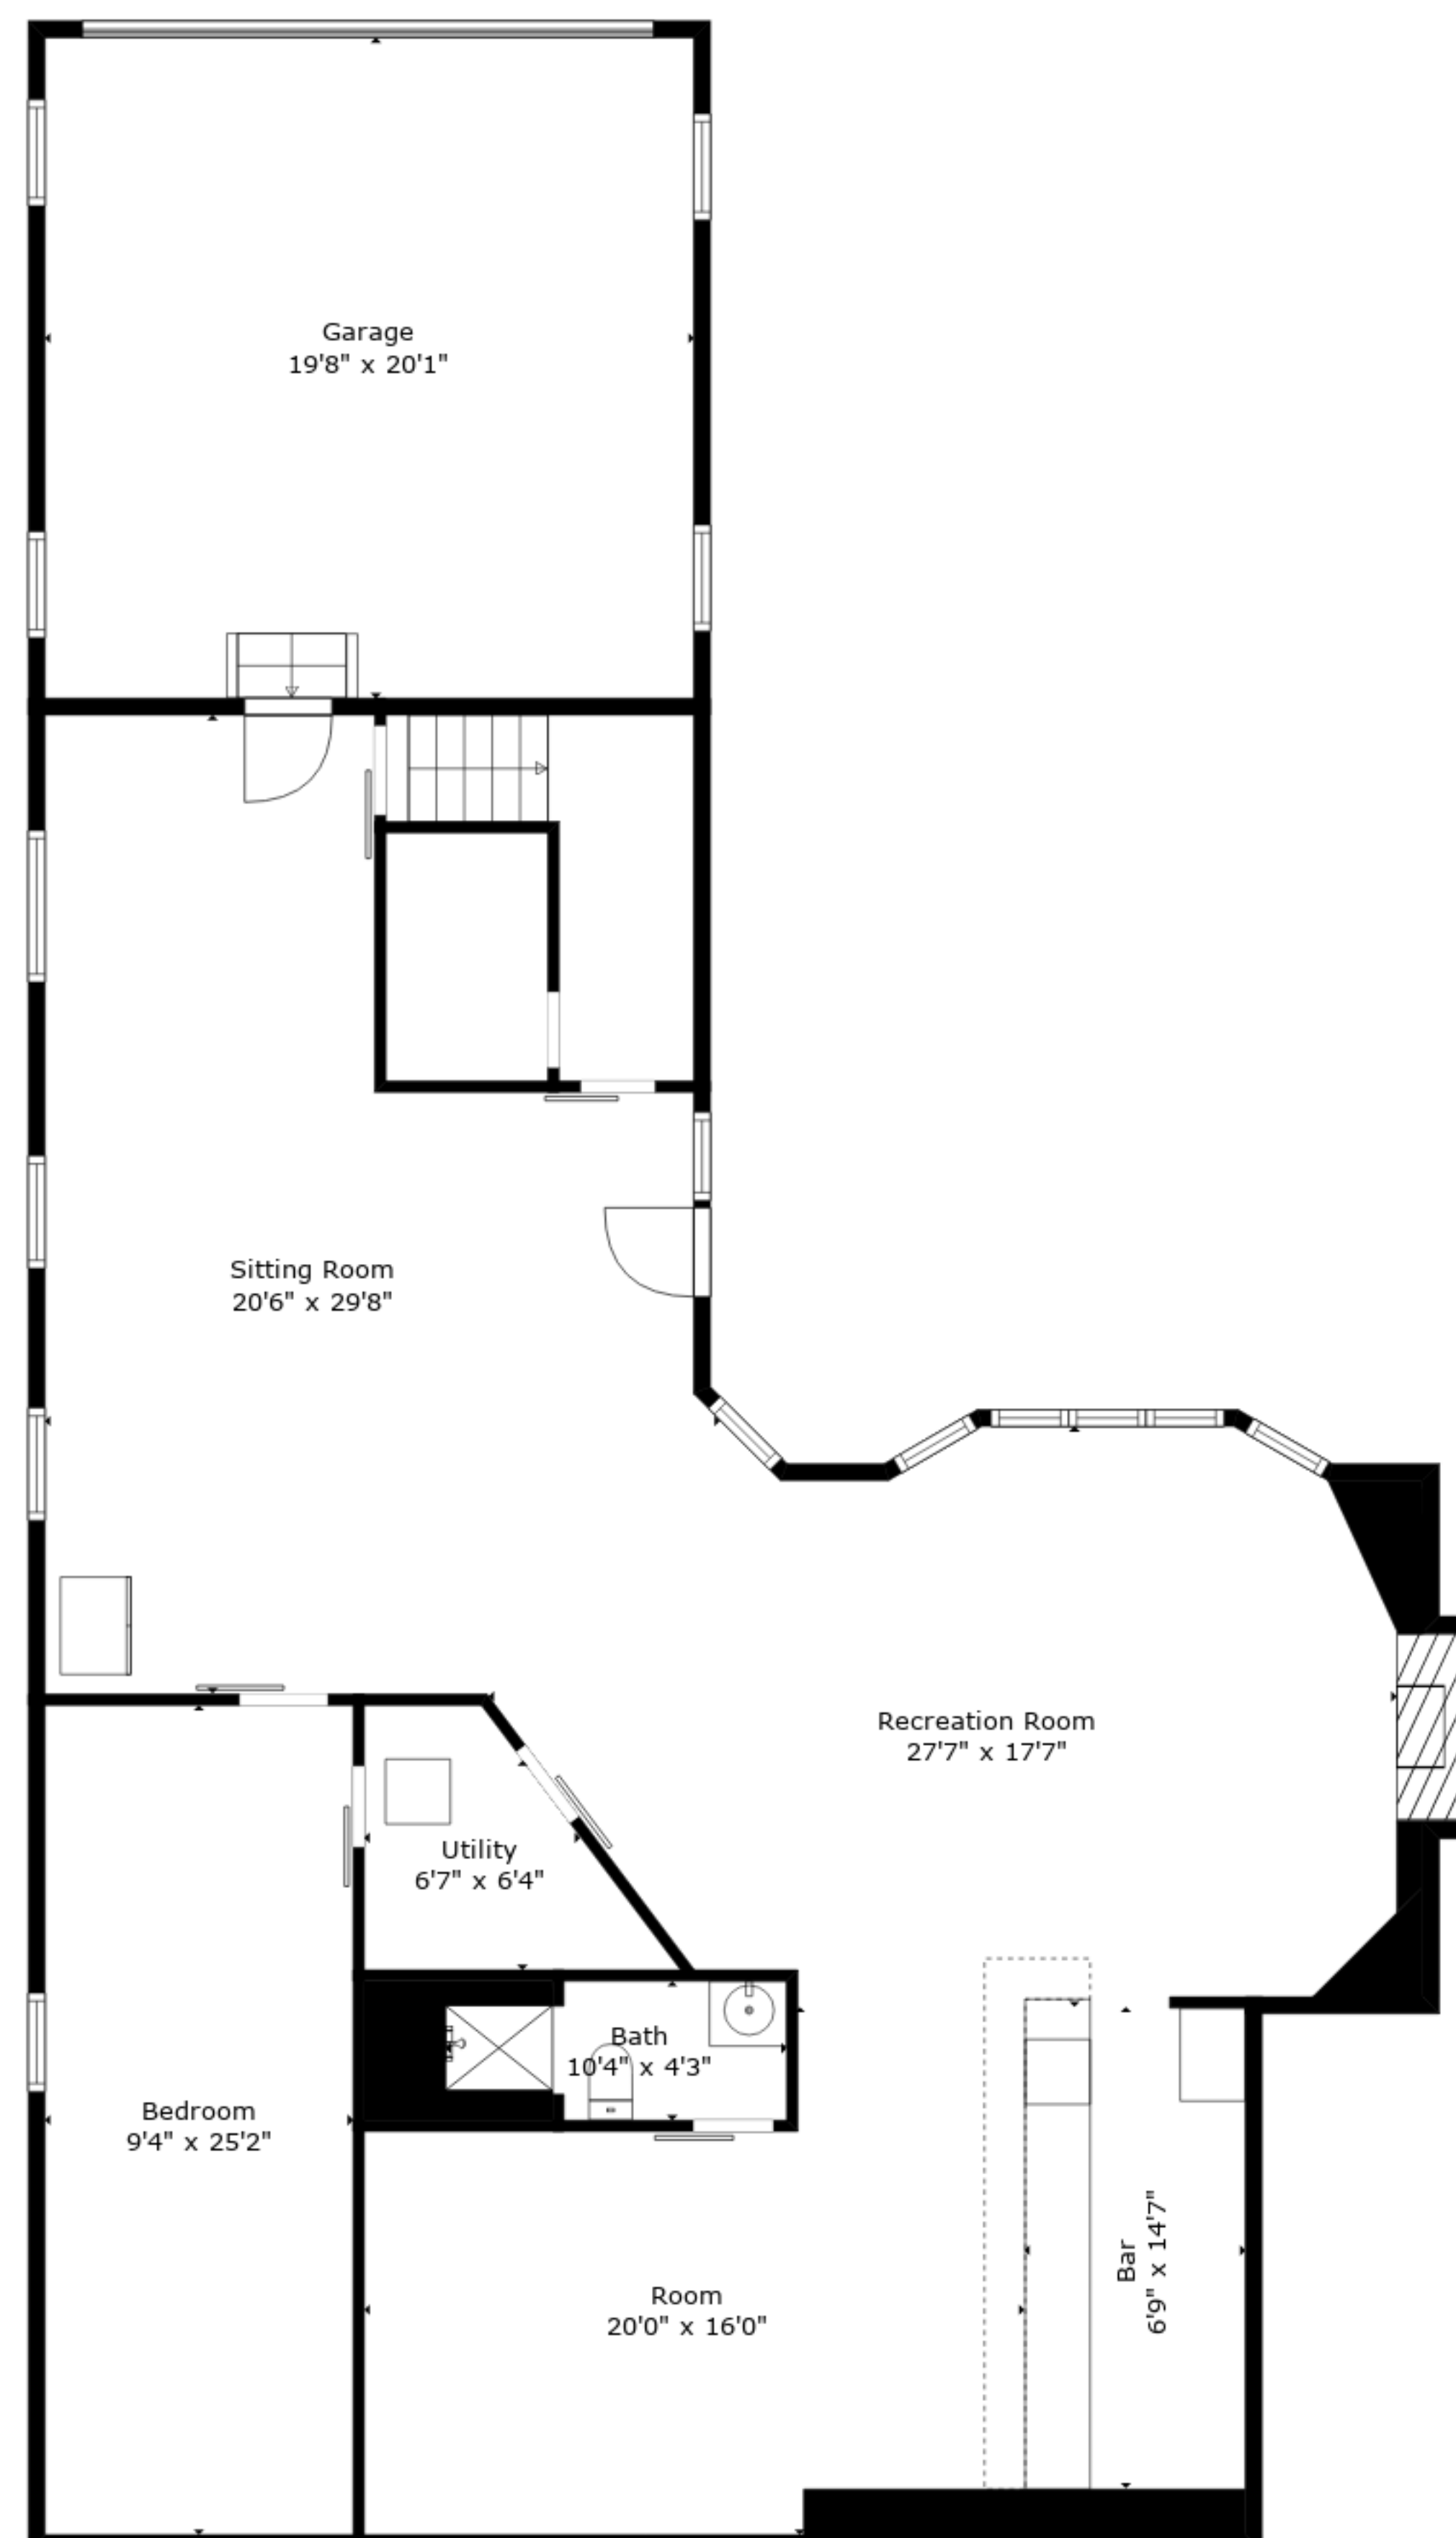 Garage
19'8" x 20'1"
Sitting Room
20'6" x 29'8"
Recreation Room
27'7" x 17'7"
Utility
6'7" x 6'4"
Bath
10'4" x 4'3"
Bedroom
9'4" x 25'2"
Bar
6'9" x 14'7"
Room
20'0" x 16'0"